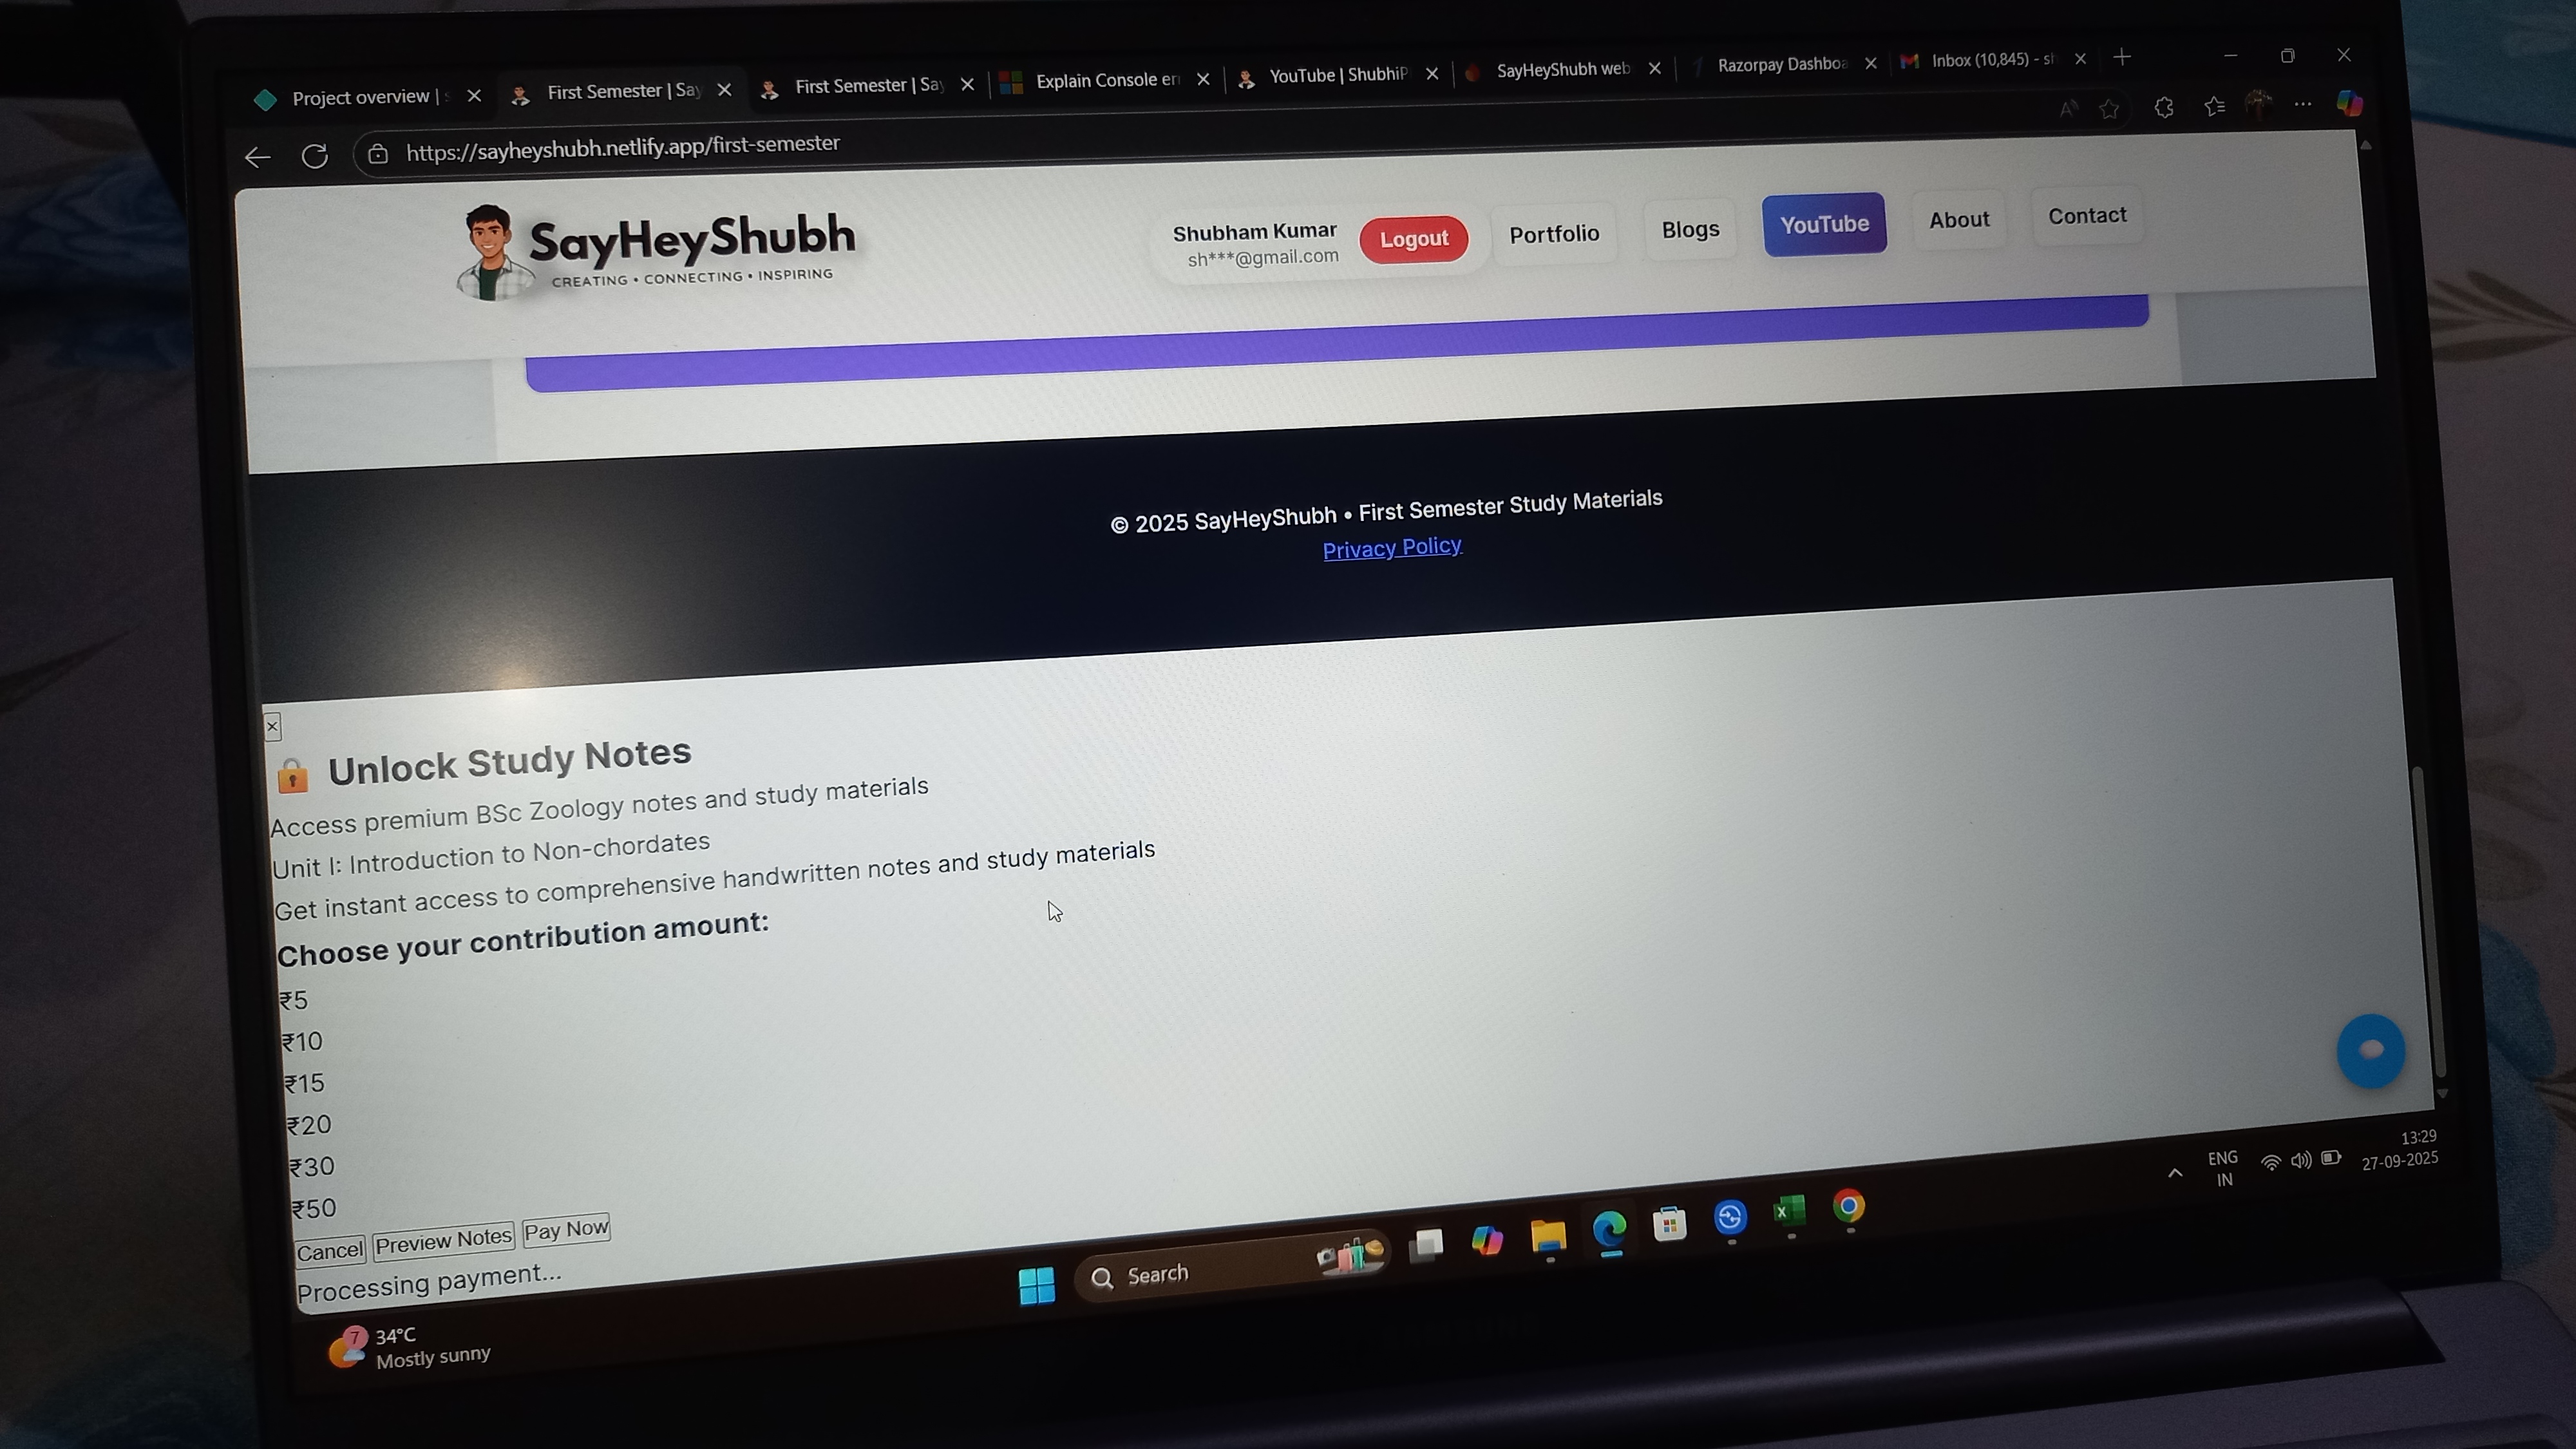 Project overview |
First Semester | Say
First Semester | Say
Explain Console er
YouTube | ShubhiP
SayHeyShubh web
Razorpay Dashboa
Inbox (10,845) - sh
https://sayheyshubh.netlify.app/first-semester
SayHeyShubh
CREATING • CONNECTING • INSPIRING
Shubham Kumar
sh***@gmail.com
Logout
Portfolio
Blogs
YouTube
About
Contact
© 2025 SayHeyShubh • First Semester Study Materials
Privacy Policy
×
Unlock Study Notes
Access premium BSc Zoology notes and study materials
Unit I: Introduction to Non-chordates
Get instant access to comprehensive handwritten notes and study materials
Choose your contribution amount:
₹5
₹10
₹15
₹20
₹30
₹50
Cancel Preview Notes Pay Now
Processing payment...
7
34°C
Mostly sunny
Search
ENG
IN
13:29
27-09-2025